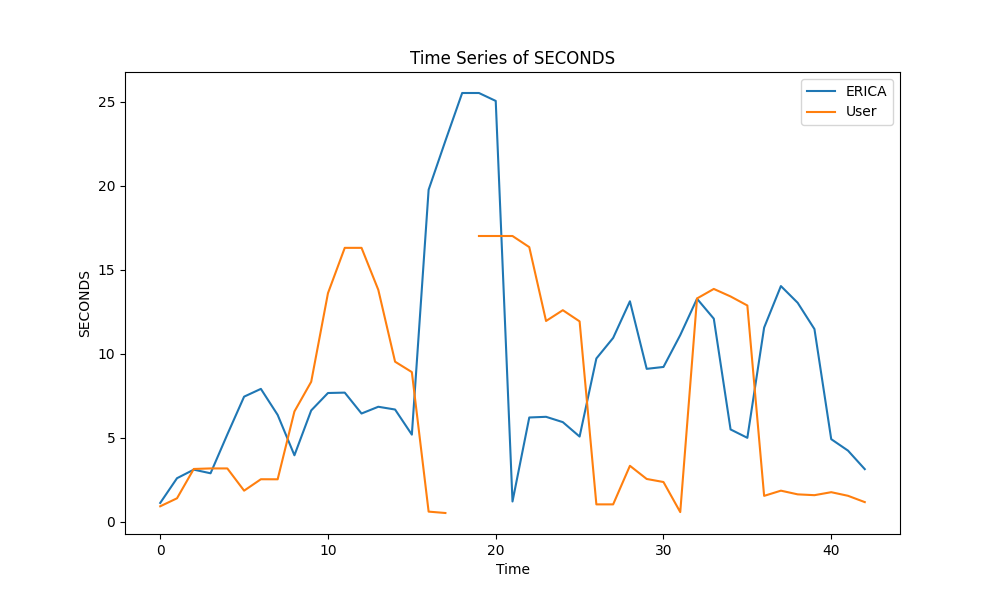 Time Series of SECONDS
ERICA
User
SECONDS
25
20
15
10
5
0
0 10 20 30 40
Time